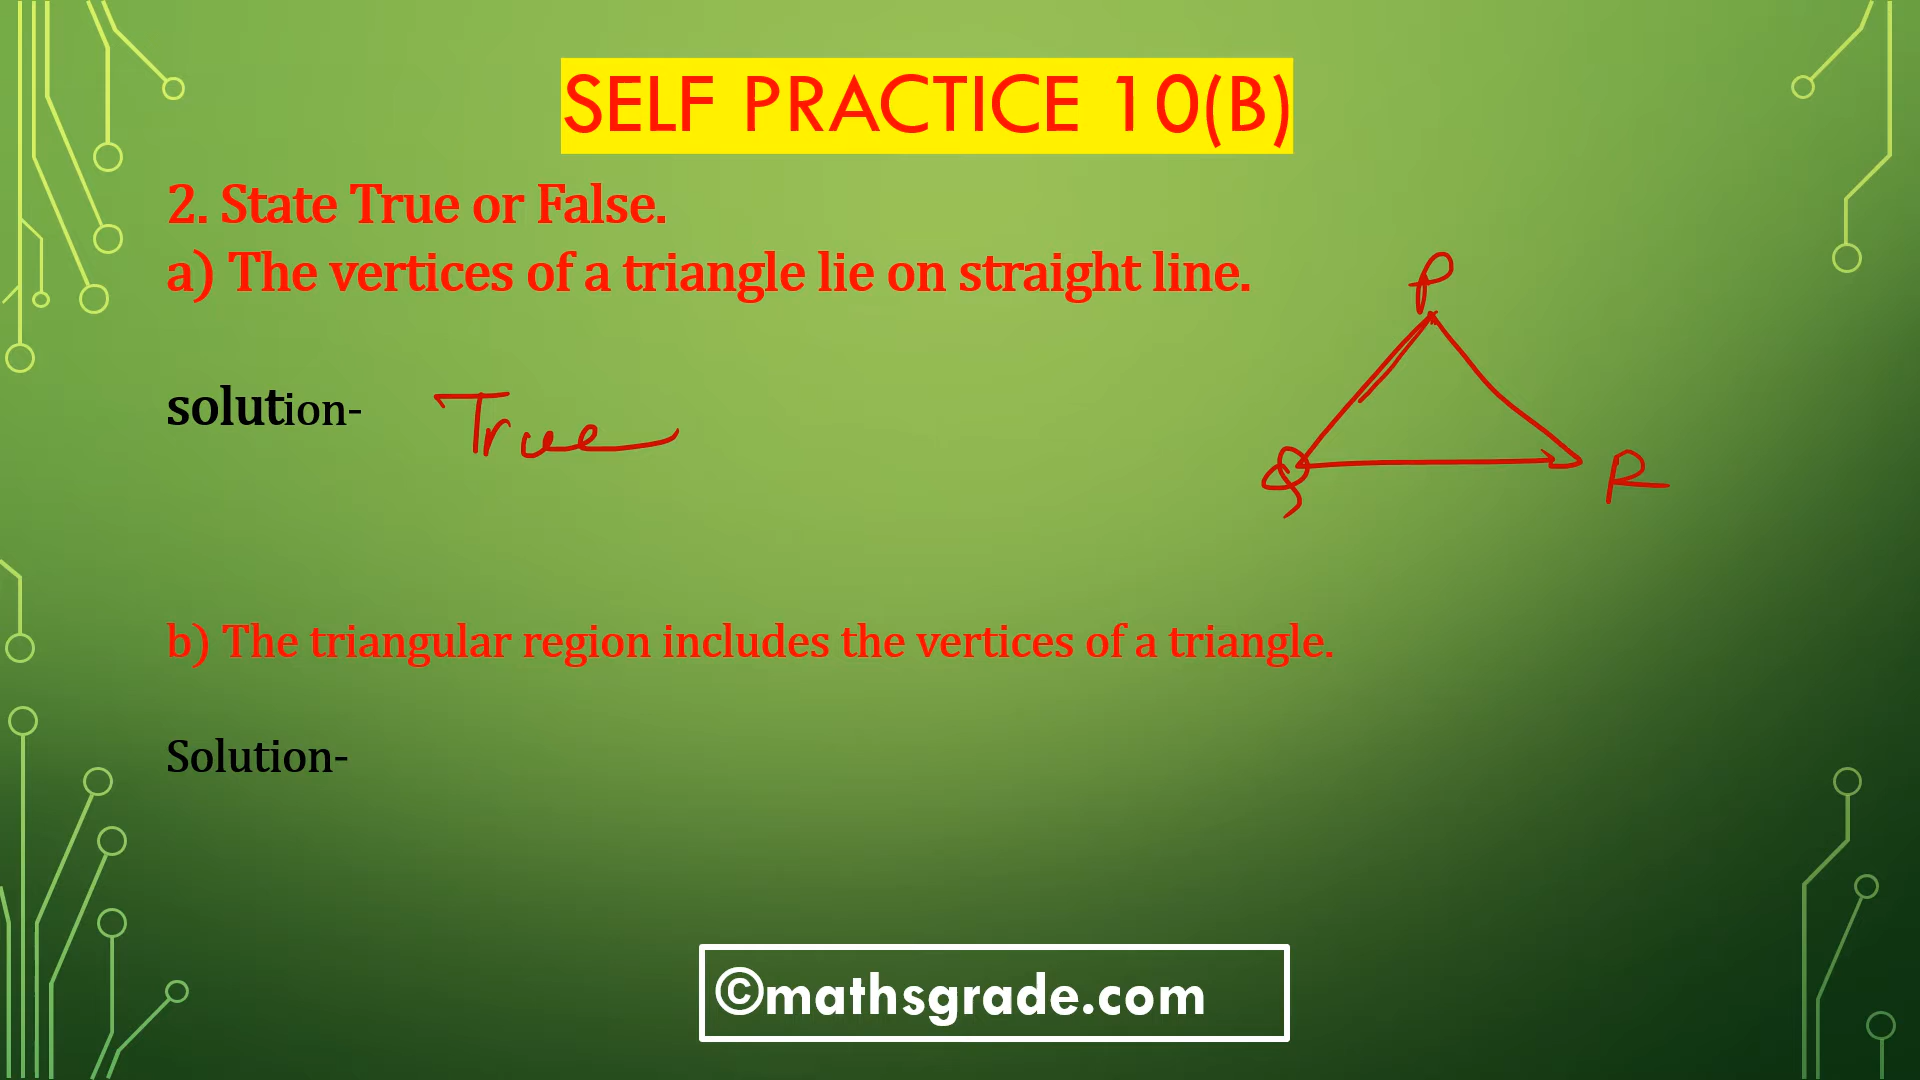 SELF PRACTICE 10(B)
2. State True or False.
a) The vertices of a triangle lie on straight line.
P
solution- True
Q R
b) The triangular region includes the vertices of a triangle.
Solution-
©mathsgrade.com